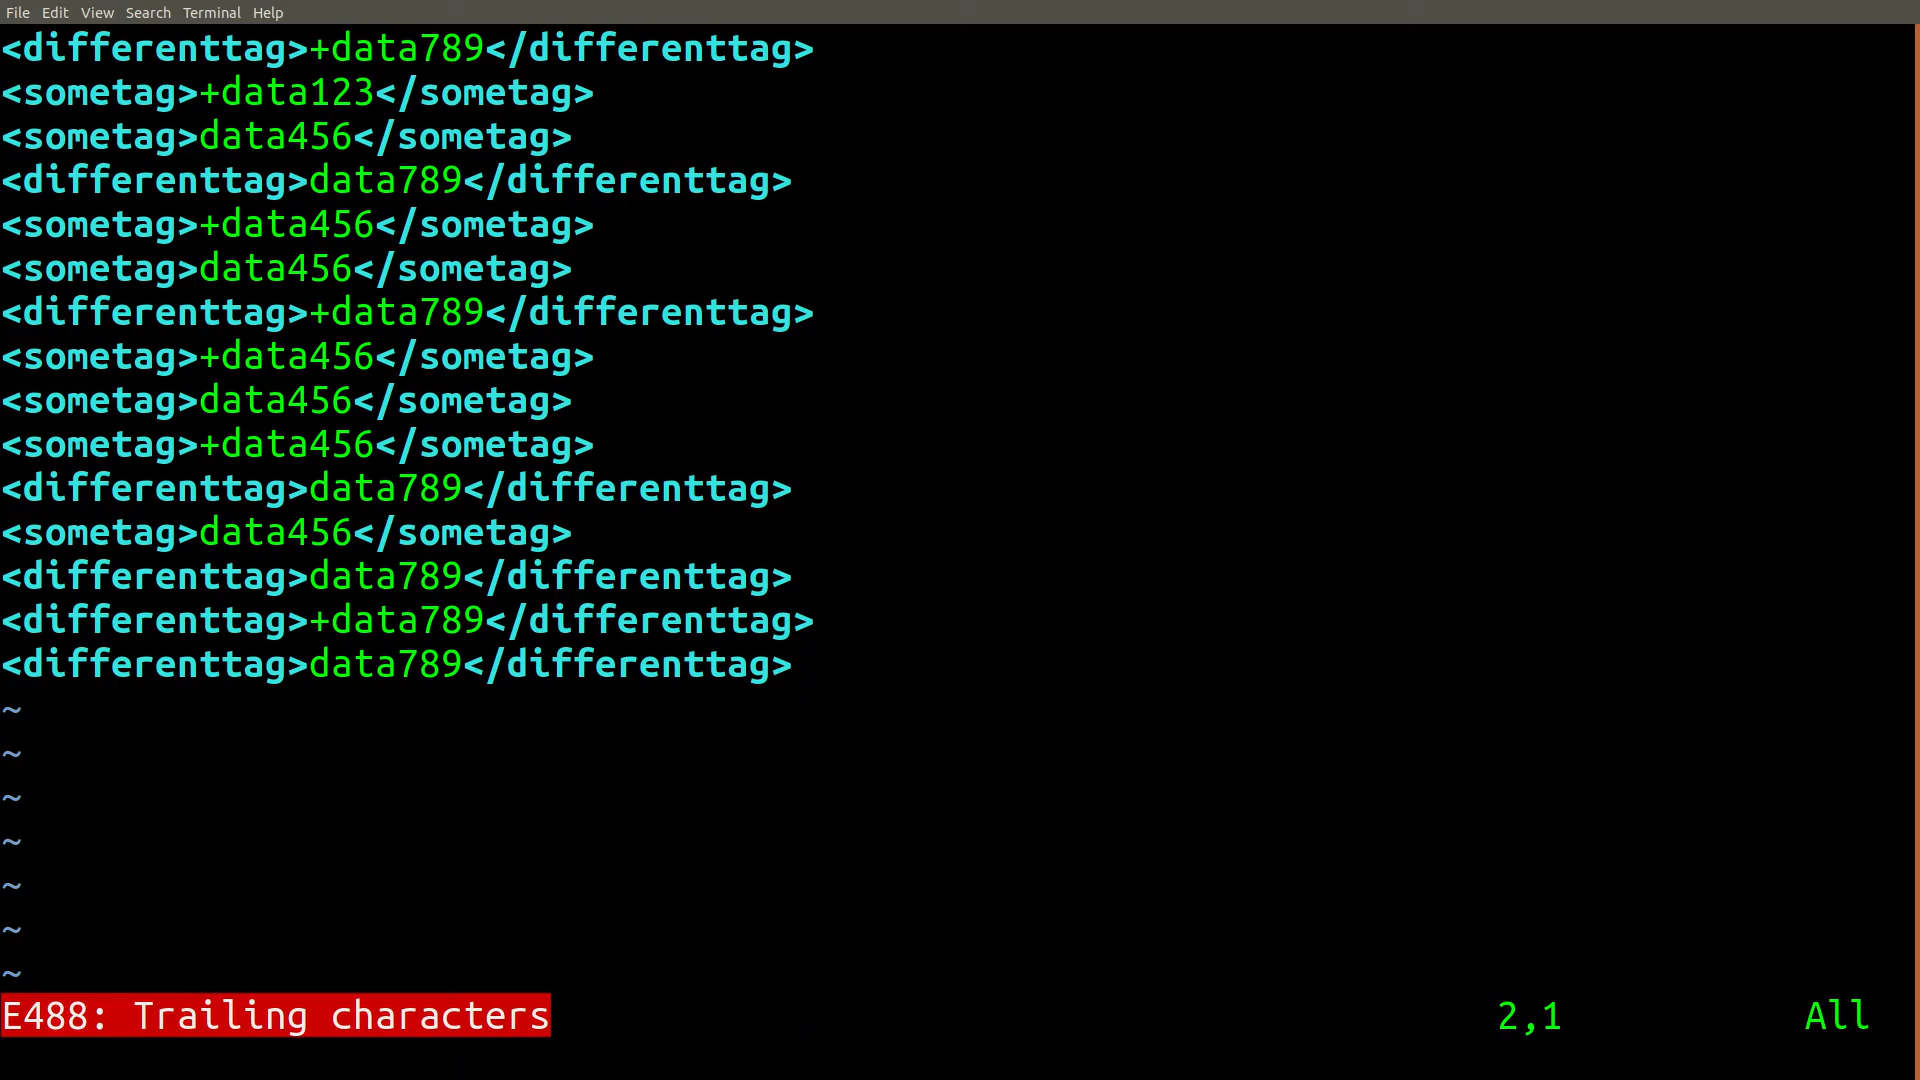 File Edit View Search Terminal Help
<differenttag>+data789</differenttag>
<sometag>+data123</sometag>
<sometag>data456</sometag>
<differenttag>data789</differenttag>
<sometag>+data456</sometag>
<sometag>data456</sometag>
<differenttag>+data789</differenttag>
<sometag>+data456</sometag>
<sometag>data456</sometag>
<sometag>+data456</sometag>
<differenttag>data789</differenttag>
<sometag>data456</sometag>
<differenttag>data789</differenttag>
<differenttag>+data789</differenttag>
<differenttag>data789</differenttag>
~
~
~
~
~
~
~
E488: Trailing characters 2,1 All